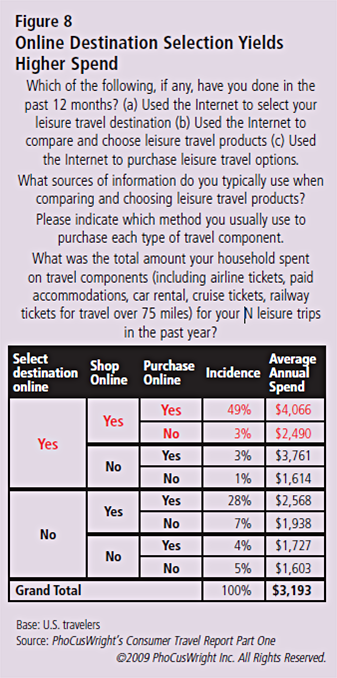 Figure 8
Online Destination Selection Yields
Higher Spend
Which of the following, if any, have you done in the
past 12 months? (a) Used the Internet to select your
leisure travel destination (b) Used the Internet to
compare and choose leisure travel products (c) Used
the Internet to purchase leisure travel options.
What sources of information do you typically use when
comparing and choosing leisure travel products?
Please indicate which method you usually use to
purchase each type of travel component.
What was the total amount your household spent
on travel components (including airline tickets, paid
accommodations, car rental, cruise tickets, railway
tickets for travel over 75 miles) for your N leisure trips
in the past year?
Select destination online Shop Online Purchase Online Incidence Average Annual Spend
Yes Yes Yes 49% $4,066
No 3% $2,490
No Yes 3% $3,761
No 1% $1,614
No Yes Yes 28% $2,568
No 7% $1,938
No Yes 4% $1,727
No 5% $1,603
Grand Total 100% $3,193
Base: U.S. travelers
Source: PhoCusWright's Consumer Travel Report Part One
©2009 PhoCusWright Inc. All Rights Reserved.